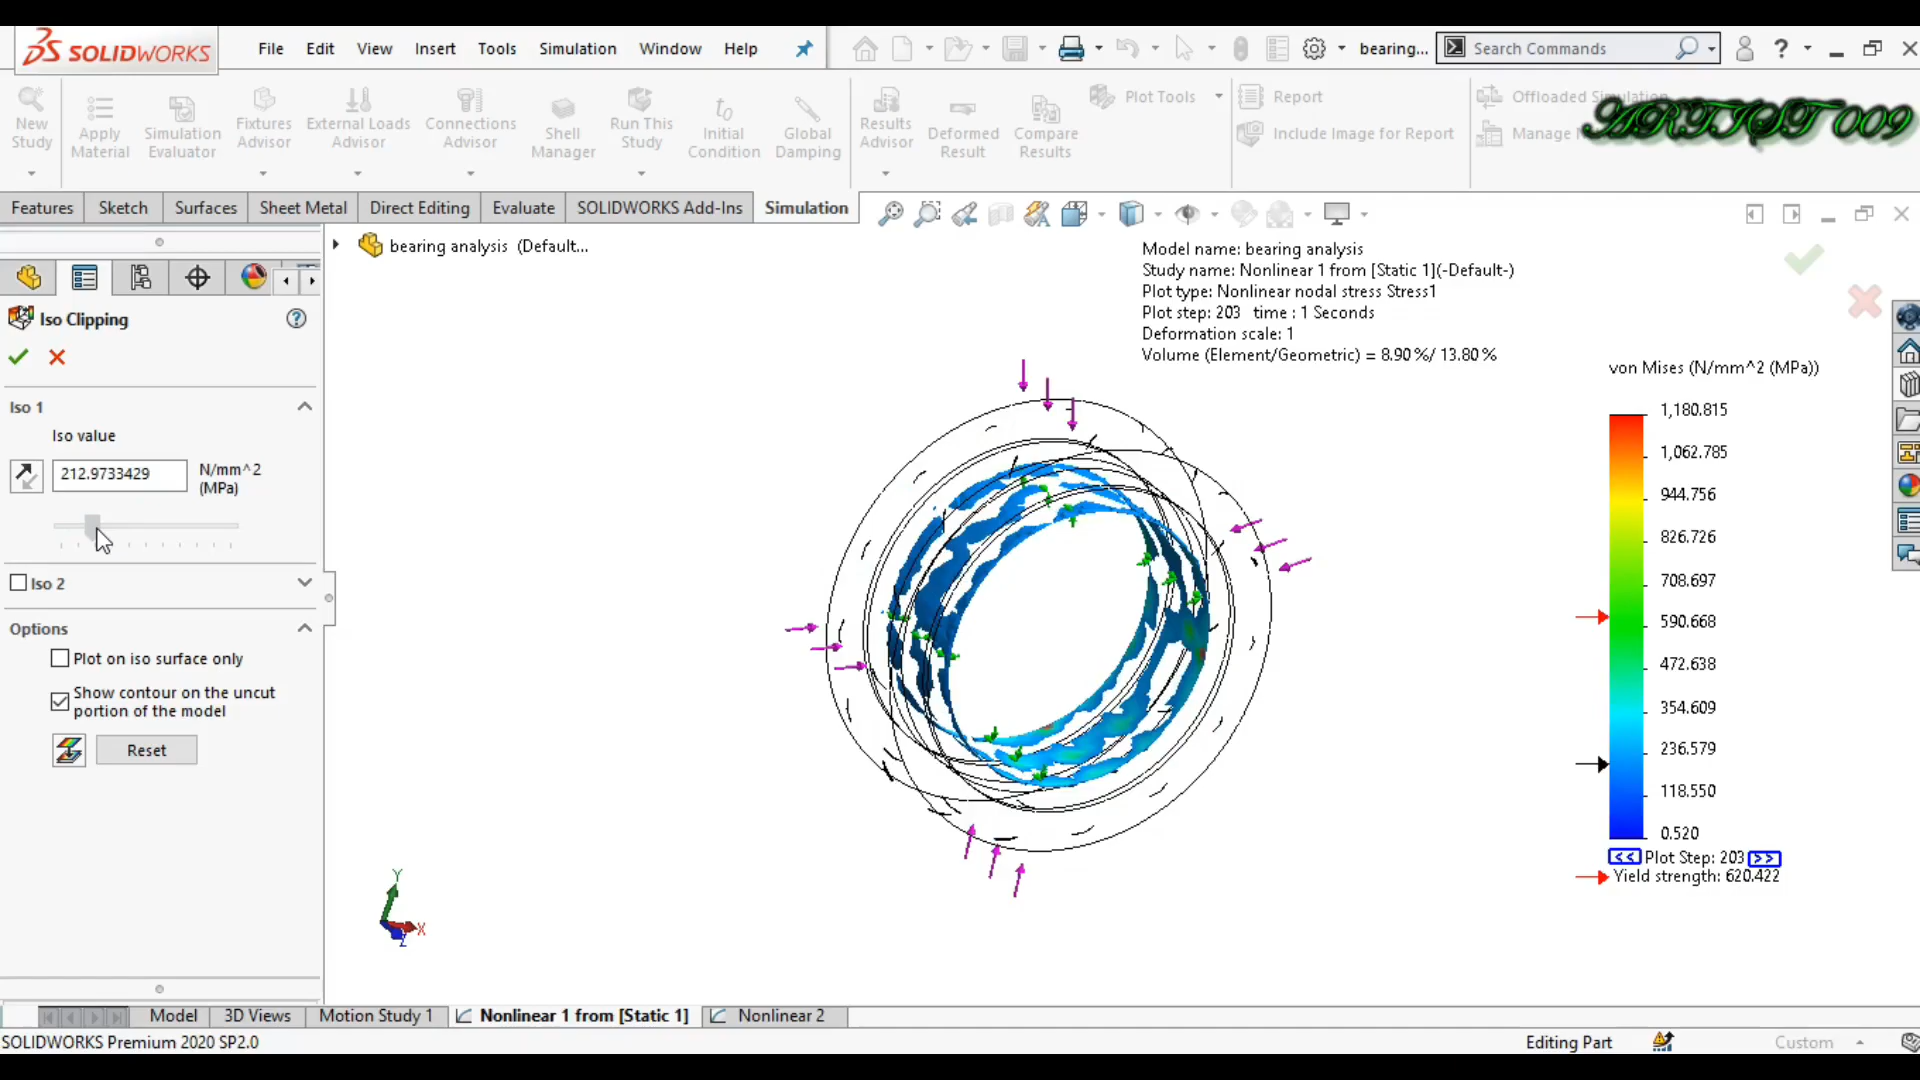 SOLIDWORKS
File Edit View Insert Tools Simulation Window Help
bearing...
Search Commands
New Study
Apply Material
Simulation Evaluator
Fixtures Advisor
External Loads Advisor
Connections Advisor
Shell Manager
Run This Study
Initial Condition
Global Damping
Results Advisor
Deformed Result
Compare Results
Plot Tools
Report
Include Image for Report
Offloaded Simulation
Manage
ARTIST 009
Features Sketch Surfaces Sheet Metal Direct Editing Evaluate SOLIDWORKS Add-Ins Simulation
bearing analysis (Default...
Iso Clipping
Iso 1
Iso value
212.9733429
N/mm^2
(MPa)
Iso 2
Options
Plot on iso surface only
Show contour on the uncut
portion of the model
Reset
Model name: bearing analysis
Study name: Nonlinear 1 from [Static 1](-Default-)
Plot type: Nonlinear nodal stress Stress1
Plot step: 203 time : 1 Seconds
Deformation scale: 1
Volume (Element/Geometric) = 8.90%/ 13.80%
von Mises (N/mm^2 (MPa))
1,180.815
1,062.785
944.756
826.726
708.697
590.668
472.638
354.609
236.579
118.550
0.520
<< Plot Step: 203 >>
Yield strength: 620.422
Y
X
Z
Model 3D Views Motion Study 1 Nonlinear 1 from [Static 1] Nonlinear 2
SOLIDWORKS Premium 2020 SP2.0
Editing Part
Custom